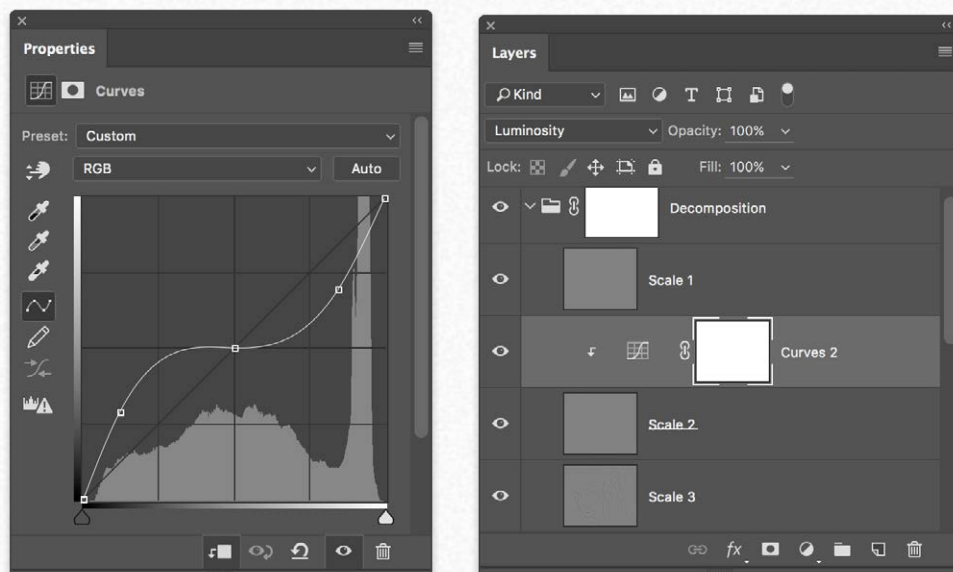 Properties
Curves
Preset: Custom
RGB Auto
Layers
Kind
Luminosity Opacity: 100%
Lock: Fill: 100%
Decomposition
Scale 1
Curves 2
Scale 2
Scale 3
fx